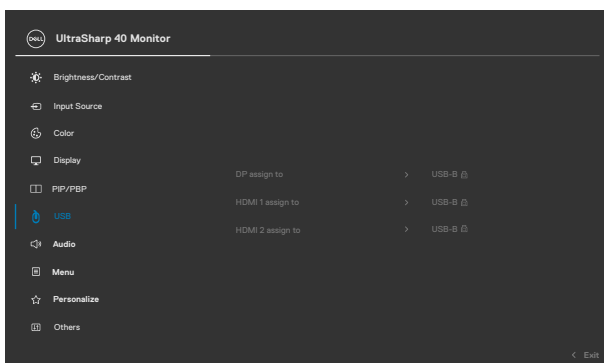 DELL UltraSharp 40 Monitor
Brightness/Contrast
Input Source
Color
Display
DP assign to > USB-B
PIP/PBP
HDMI 1 assign to > USB-B
USB
HDMI 2 assign to > USB-B
Audio
Menu
Personalize
Others
< Exit